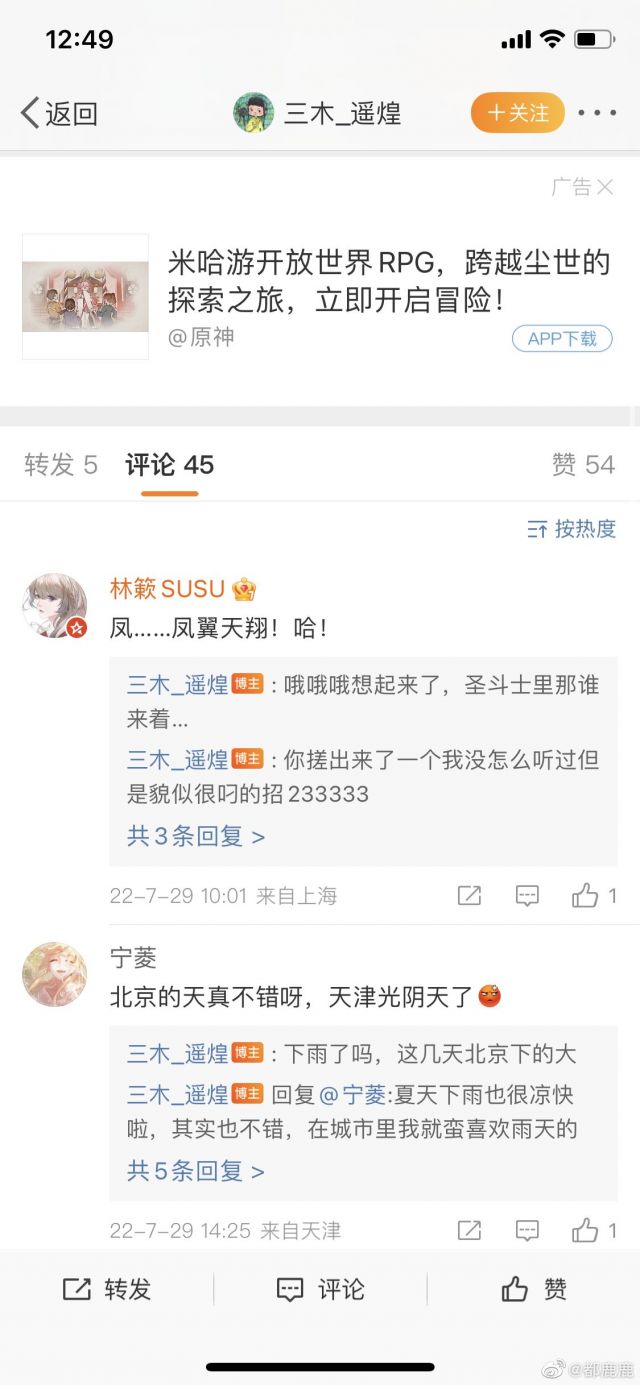 12:49
返回
三木_遥煌
+关注
广告
米哈游开放世界RPG，跨越尘世的
探索之旅，立即开启冒险！
@原神
APP下载
转发 5
评论 45
赞 54
按热度
林簌SUSU
凤……凤翼天翔！哈！
三木_遥煌 博主：哦哦哦想起来了，圣斗士里那谁
来着...
三木_遥煌 博主：你搓出来了一个我没怎么听过但
是貌似很叼的招233333
共3条回复 >
22-7-29 10:01 来自上海
1
宁菱
北京的天真不错呀，天津光阴天了
三木_遥煌 博主：下雨了吗，这几天北京下的大
三木_遥煌 博主 回复@宁菱:夏天下雨也很凉快
啦，其实也不错，在城市里我就蛮喜欢雨天的
共5条回复 >
22-7-29 14:25 来自天津
1
转发
评论
赞
@都鹿鹿